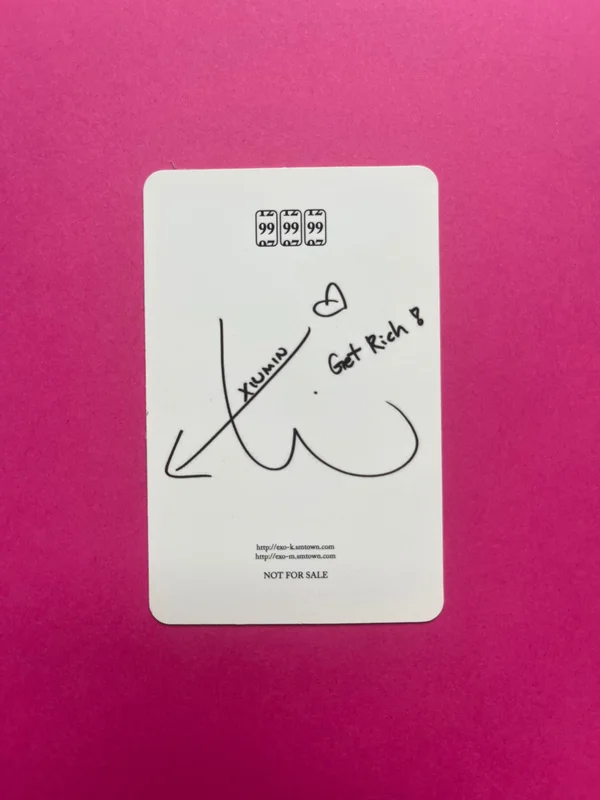 12 12 12
99 99 99
07 07 07
XIUMIN
Get Rich!
http://exo-k.smtown.com
http://exo-m.smtown.com
NOT FOR SALE